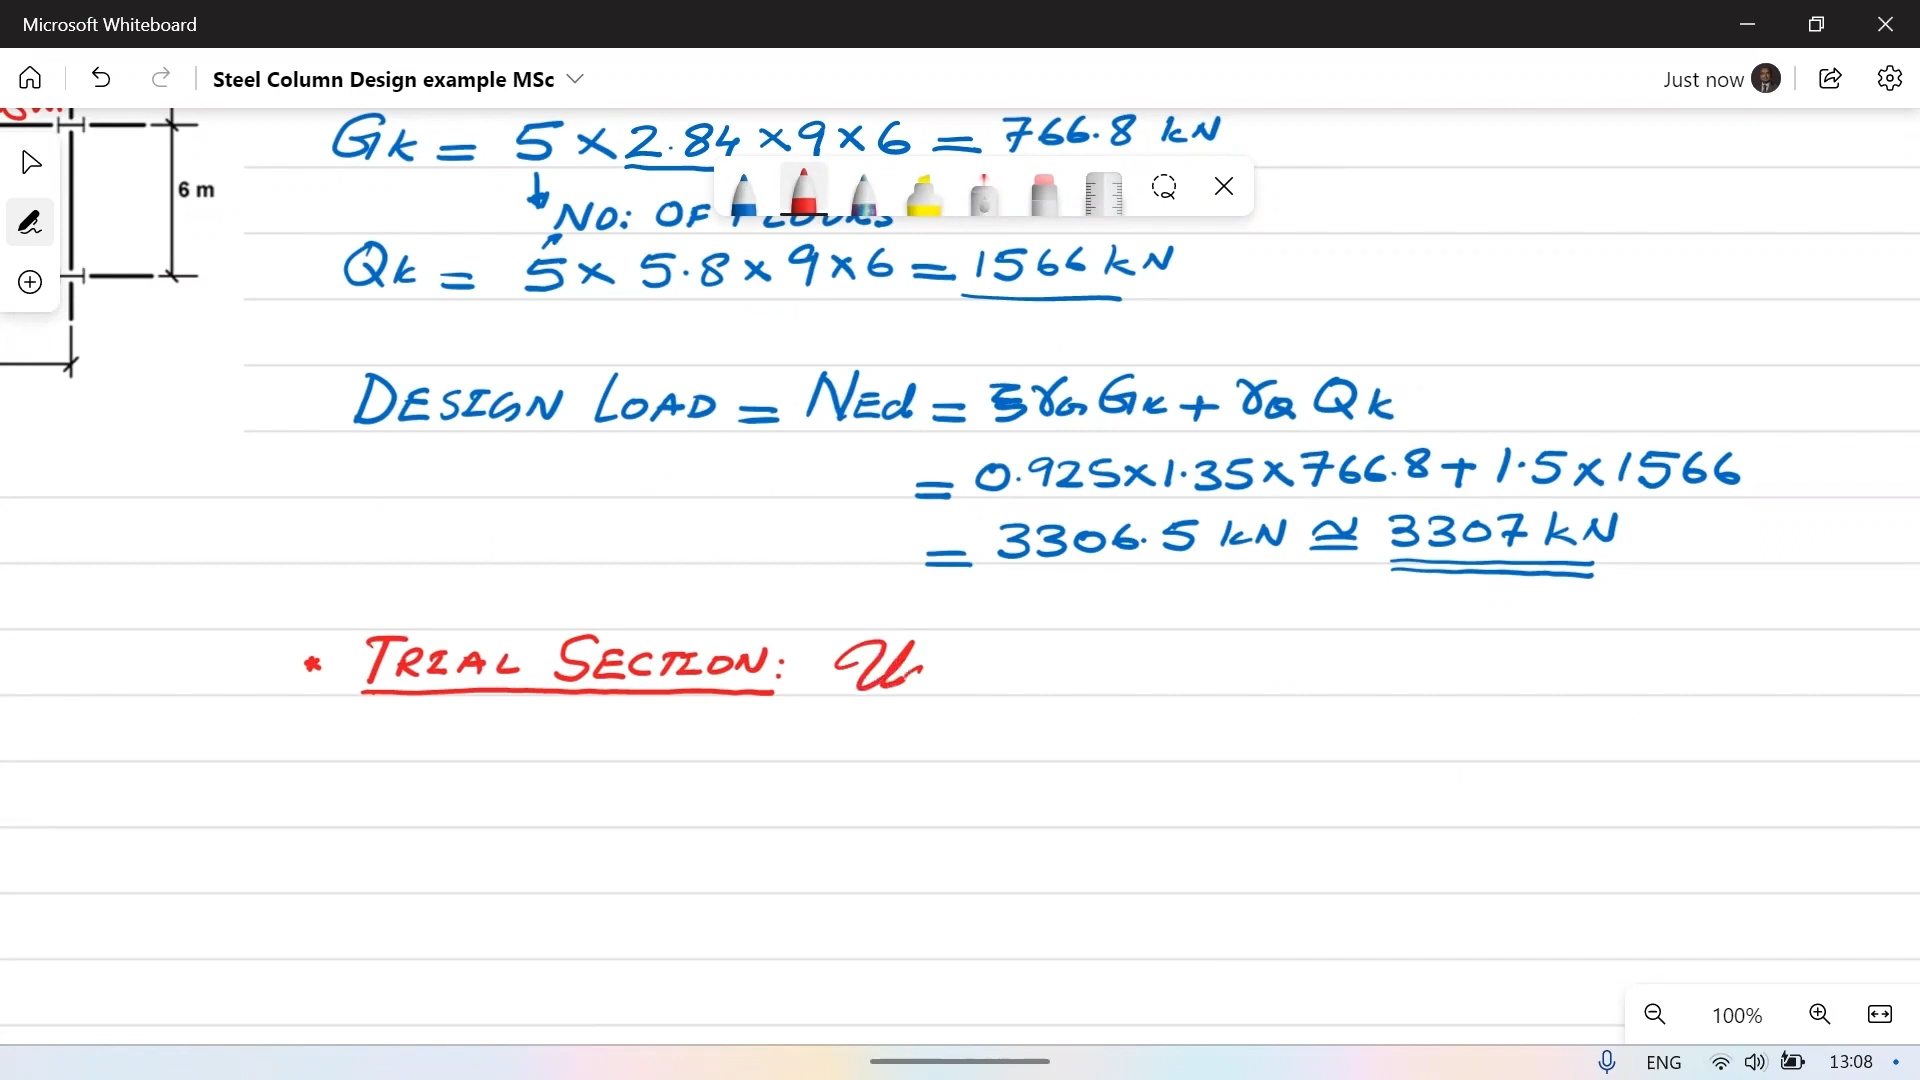 Microsoft Whiteboard
Steel Column Design example MSc
Just now
Gk = 5 × 2.84 × 9 × 6 = 766.8 kN
6 m
NO: OF FLOORS
Qk = 5 × 5.8 × 9 × 6 = 1566 kN
DESIGN LOAD = NEd = ξγG Gk + γQ Qk
= 0.925×1.35×766.8 + 1.5×1566
= 3306.5 kN ≅ 3307 kN
* TRIAL SECTION: U
100%
ENG
13:08